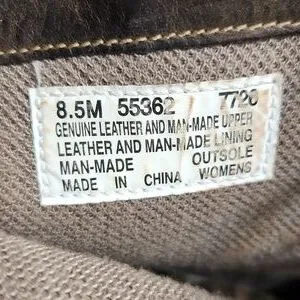 8.5M 55362 7726
GENUINE LEATHER AND MAN-MADE UPPER
LEATHER AND MAN-MADE LINING
MAN-MADE OUTSOLE
MADE IN CHINA WOMENS